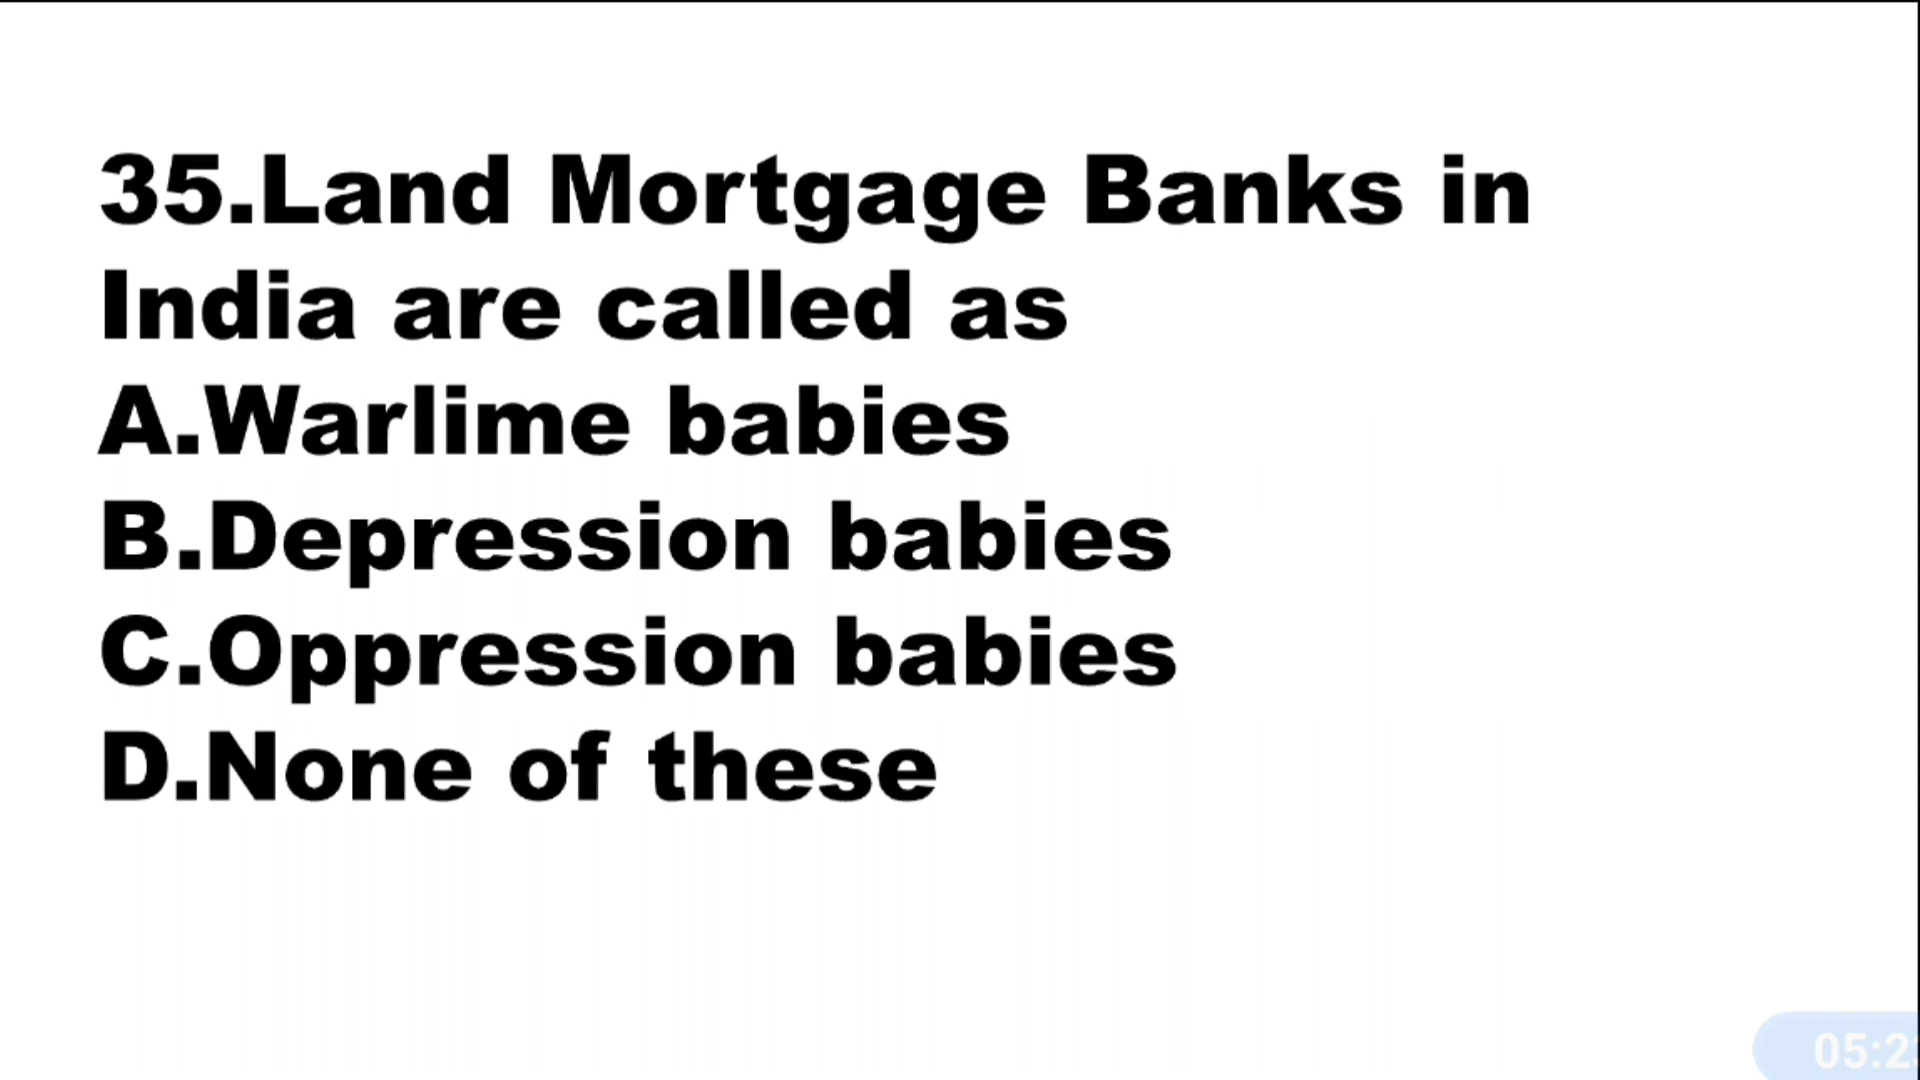 35.Land Mortgage Banks in
India are called as
A.Warlime babies
B.Depression babies
C.Oppression babies
D.None of these